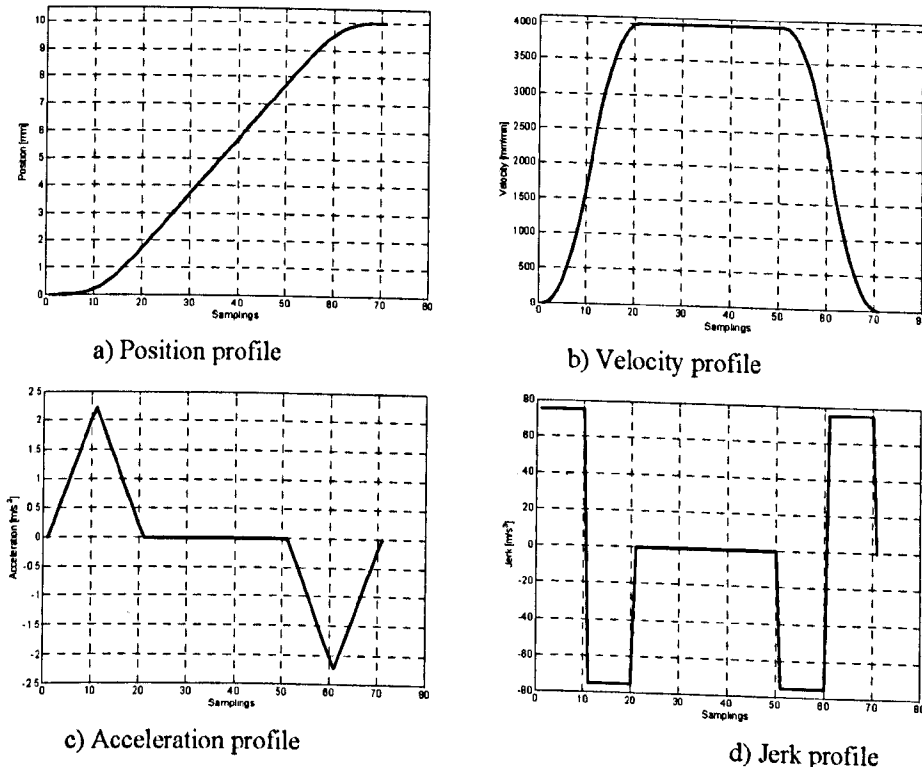 10
9
8
7
6
5
4
3
2
1
0
Position [mm]
0 10 20 30 40 50 60 70 80
Samplings
a) Position profile
4000
3500
3000
2500
2000
1500
1000
500
0
Velocity [mm/min]
0 10 20 30 40 50 60 70 80
Samplings
b) Velocity profile
2.5
2
1.5
1
0.5
0
-0.5
-1
-1.5
-2
-2.5
Acceleration [m/s²]
0 10 20 30 40 50 60 70 80
Samplings
c) Acceleration profile
80
60
40
20
0
-20
-40
-60
-80
Jerk [m/s³]
0 10 20 30 40 50 60 70 80
Samplings
d) Jerk profile